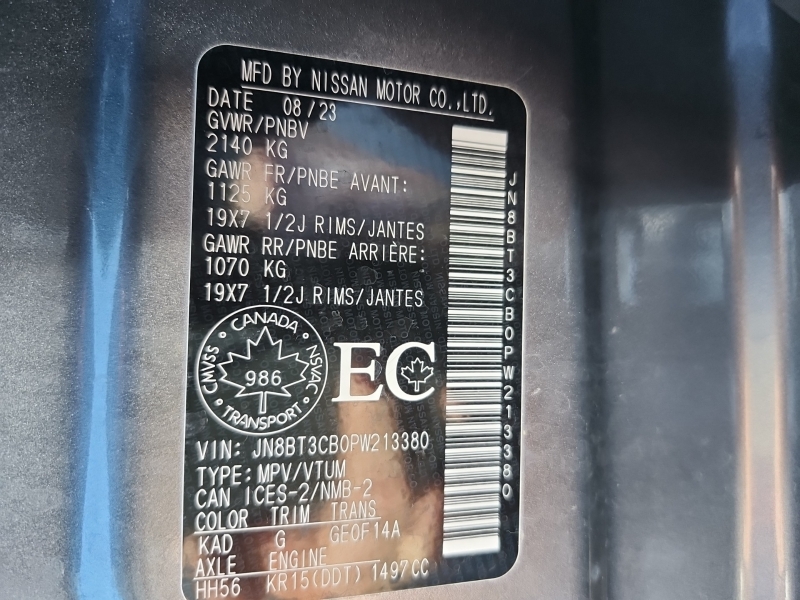 MFD BY NISSAN MOTOR CO.,LTD.
DATE 08/23
GVWR/PNBV
2140 KG
GAWR FR/PNBE AVANT:
1125 KG
19X7 1/2J RIMS/JANTES
GAWR RR/PNBE ARRIÈRE:
1070 KG
19X7 1/2J RIMS/JANTES
CANADA
CMVSS
986
NSVAC
TRANSPORT
EC
VIN: JN8BT3CB0PW213380
TYPE: MPV/VTUM
CAN ICES-2/NMB-2
COLOR TRIM TRANS
KAD G GE0F14A
AXLE ENGINE
HH56 KR15(DDT) 1497CC
JN8BT3CB0PW213380